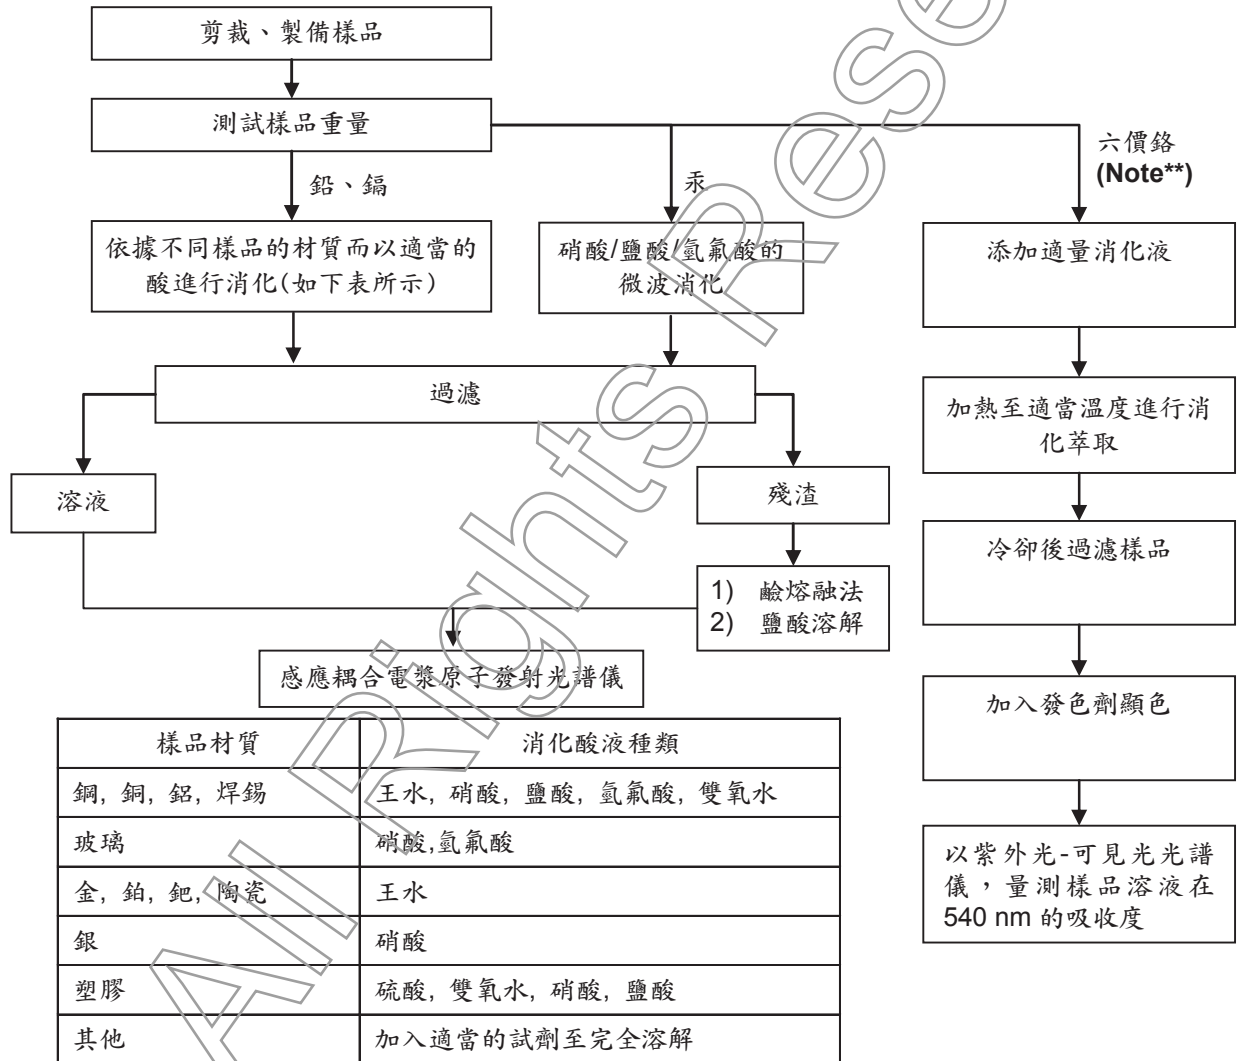 剪裁、製備樣品
測試樣品重量
鉛、鎘
汞
六價鉻
(Note**)
依據不同樣品的材質而以適當的
酸進行消化(如下表所示)
硝酸/鹽酸/氫氟酸的
微波消化
添加適量消化液
過濾
加熱至適當溫度進行消
化萃取
溶液
殘渣
冷卻後過濾樣品
1) 鹼熔融法
2) 鹽酸溶解
感應耦合電漿原子發射光譜儀
加入發色劑顯色
以紫外光-可見光光譜
儀，量測樣品溶液在
540 nm 的吸收度
樣品材質 消化酸液種類
鋼, 銅, 鋁, 焊錫 王水, 硝酸, 鹽酸, 氫氟酸, 雙氧水
玻璃 硝酸,氫氟酸
金, 鉑, 鈀, 陶瓷 王水
銀 硝酸
塑膠 硫酸, 雙氧水, 硝酸, 鹽酸
其他 加入適當的試劑至完全溶解
All Rights Rese